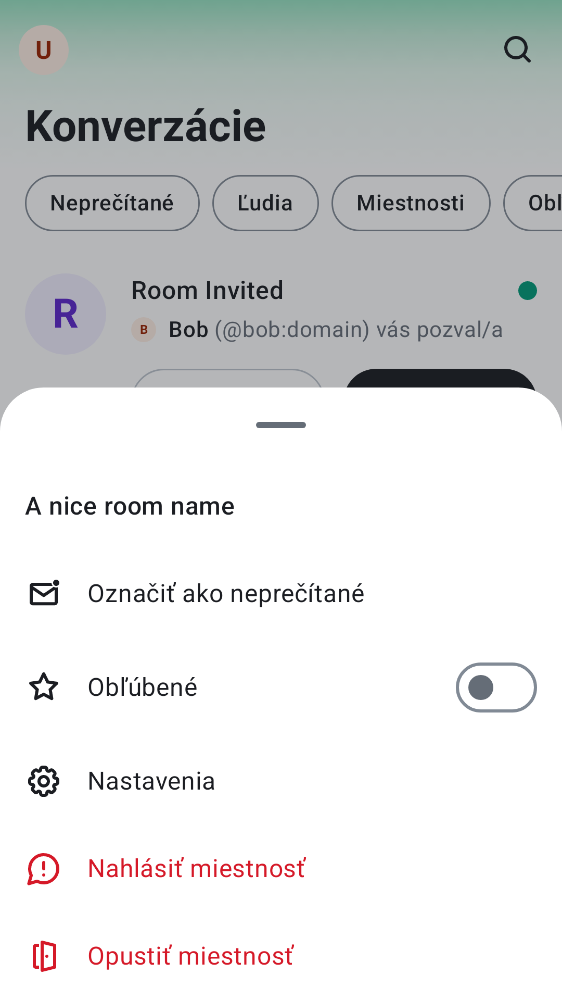 U
Konverzácie
Neprečítané
Ľudia
Miestnosti
Obľ
R
Room Invited
B
Bob (@bob:domain) vás pozval/a
A nice room name
Označiť ako neprečítané
Obľúbené
Nastavenia
Nahlásiť miestnosť
Opustiť miestnosť